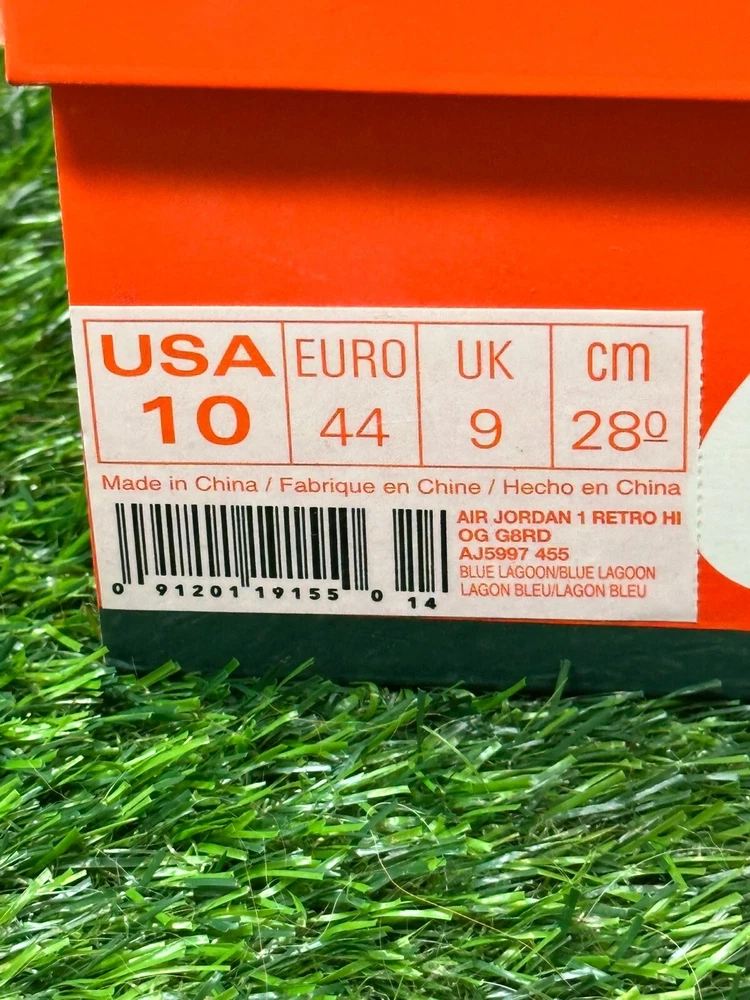 USA EURO UK cm
10 44 9 28⁰
Made in China / Fabrique en Chine / Hecho en China
AIR JORDAN 1 RETRO HI
OG G8RD
AJ5997 455
BLUE LAGOON/BLUE LAGOON
LAGON BLEU/LAGON BLEU
0 91201 19155 0 14